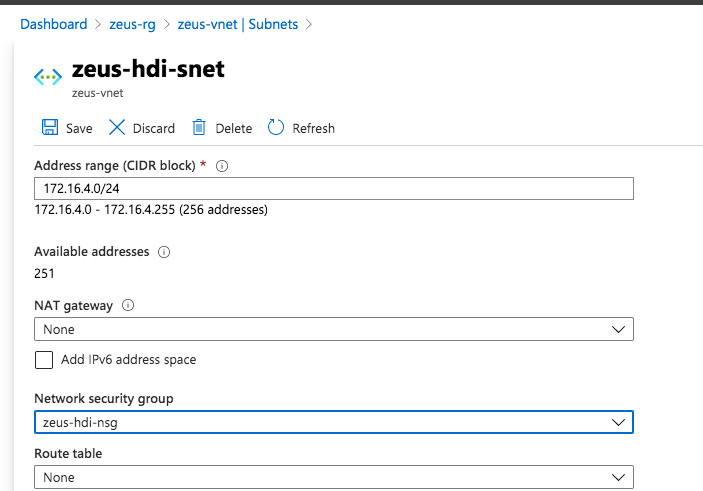 Dashboard > zeus-rg > zeus-vnet | Subnets >
zeus-hdi-snet
zeus-vnet
Save Discard Delete Refresh
Address range (CIDR block) *
172.16.4.0/24
172.16.4.0 - 172.16.4.255 (256 addresses)
Available addresses
251
NAT gateway
None
Add IPv6 address space
Network security group
zeus-hdi-nsg
Route table
None